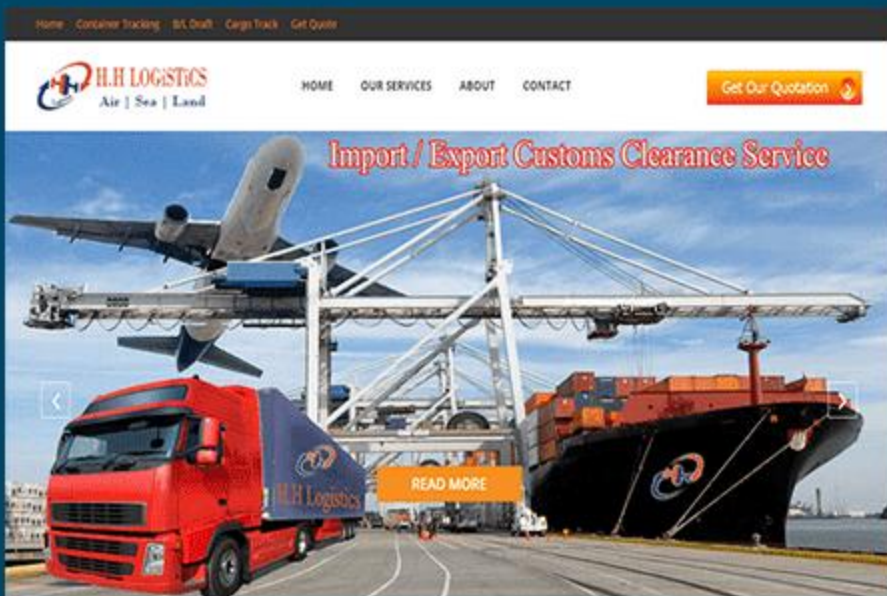 Home Container Tracking B/L Draft Cargo Track Get Quote
H.H LOGiSTiCS
Air | Sea | Land
HOME OUR SERVICES ABOUT CONTACT
Get Our Quotation
Import / Export Customs Clearance Service
H.H Logistics
READ MORE